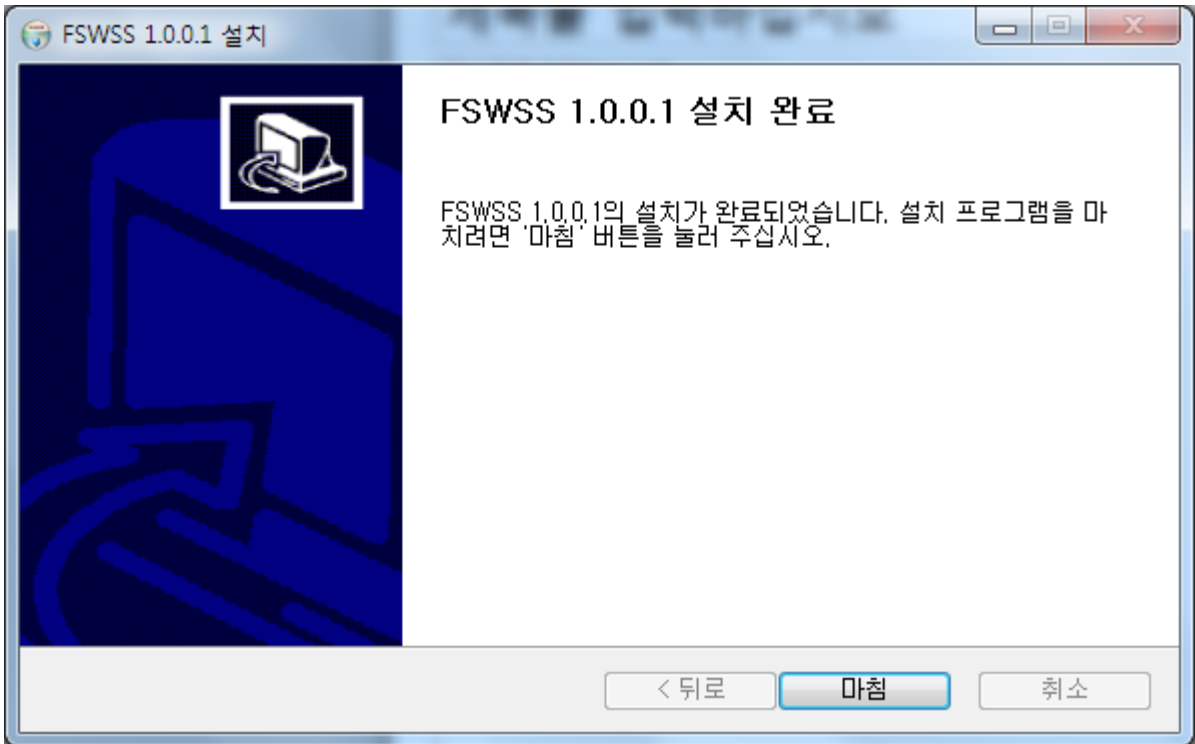 FSWSS 1.0.0.1 설치
FSWSS 1.0.0.1 설치 완료
FSWSS 1.0.0.1의 설치가 완료되었습니다. 설치 프로그램을 마
치려면 '마침' 버튼을 눌러 주십시오.
< 뒤로
마침
취소